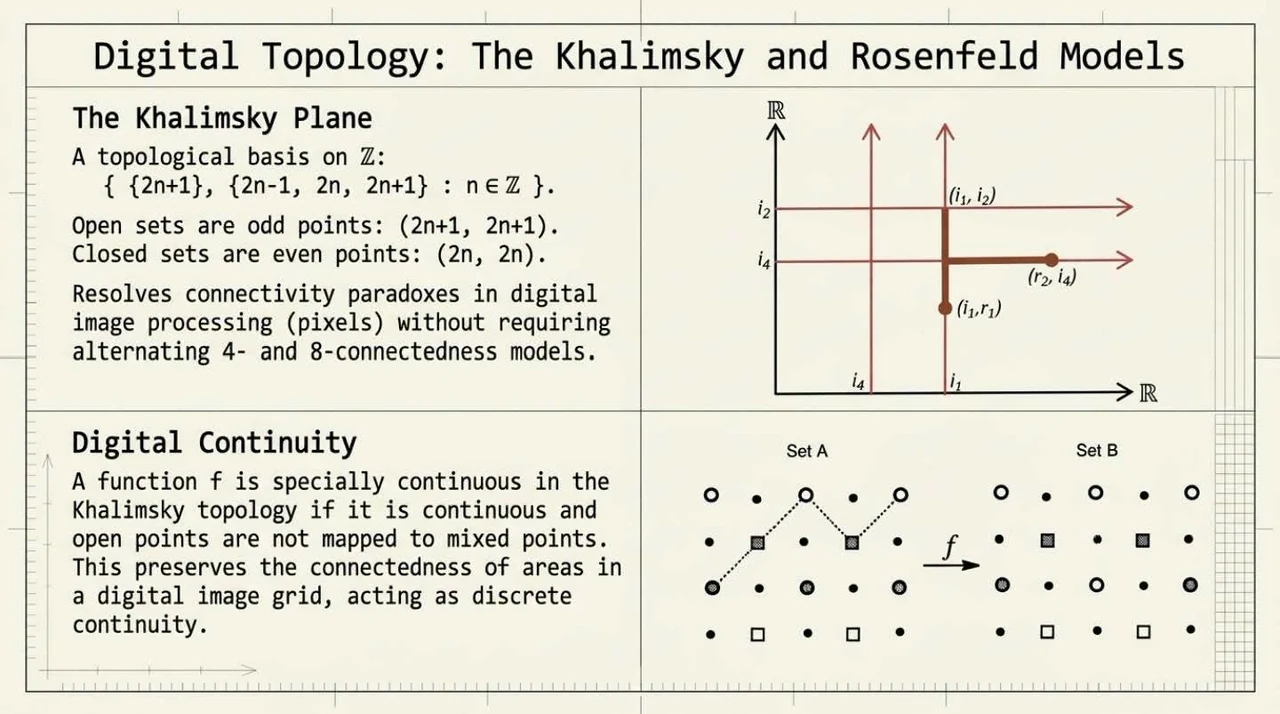 Digital Topology: The Khalimsky and Rosenfeld Models
The Khalimsky Plane
A topological basis on ℤ:
{ {2n+1}, {2n-1, 2n, 2n+1} : n∈ℤ }.
Open sets are odd points: (2n+1, 2n+1).
Closed sets are even points: (2n, 2n).
Resolves connectivity paradoxes in digital
image processing (pixels) without requiring
alternating 4- and 8-connectedness models.
ℝ
i₂
(i₁, i₂)
i₄
(r₂, i₄)
(i₁,r₁)
i₄
i₁
ℝ
Digital Continuity
A function f is specially continuous in the
Khalimsky topology if it is continuous and
open points are not mapped to mixed points.
This preserves the connectedness of areas in
a digital image grid, acting as discrete
continuity.
Set A
Set B
f